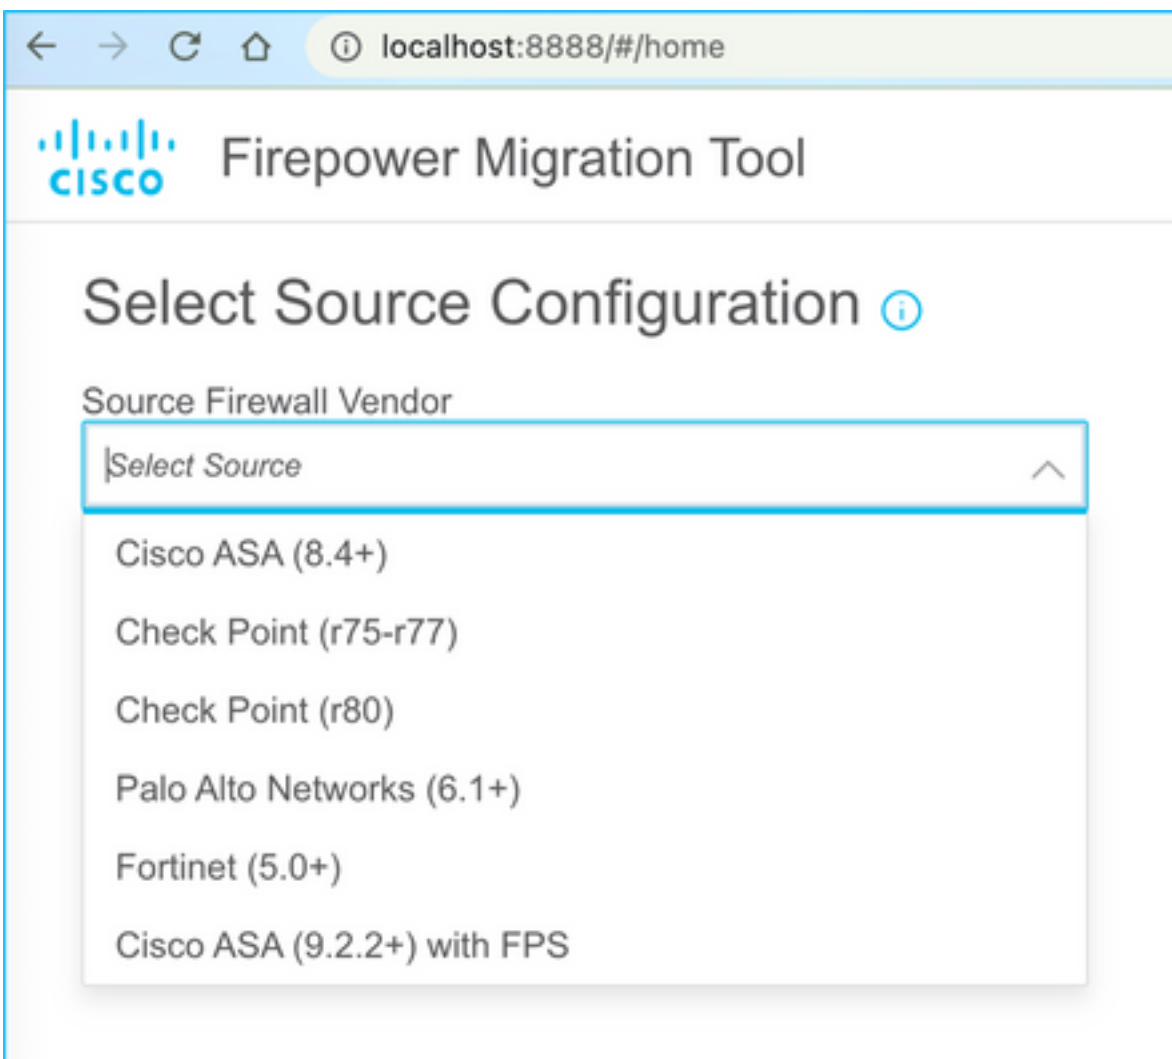 localhost:8888/#/home
CISCO
Firepower Migration Tool
Select Source Configuration
Source Firewall Vendor
Select Source
Cisco ASA (8.4+)
Check Point (r75-r77)
Check Point (r80)
Palo Alto Networks (6.1+)
Fortinet (5.0+)
Cisco ASA (9.2.2+) with FPS